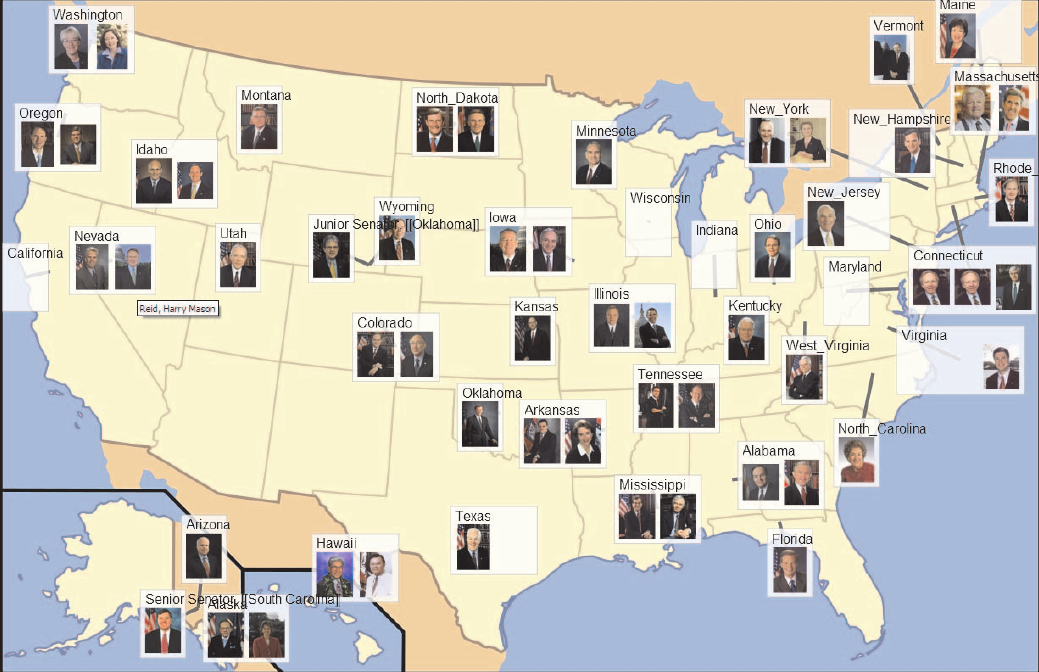 Washington
Maine
Vermont
Massachusetts
Montana
North_Dakota
New_York
Oregon
New_Hampshire
Minnesota
Idaho
Rhode_
Wisconsin
New_Jersey
Wyoming
Junior Senator, [[Oklahoma]]
Iowa
Ohio
Indiana
Utah
Nevada
California
Connecticut
Maryland
Reid, Harry Mason
Illinois
Kansas
Kentucky
Colorado
Virginia
West_Virginia
Tennessee
Oklahoma
Arkansas
North_Carolina
Alabama
Mississippi
Texas
Arizona
Florida
Hawaii
Senior Senator, [[South Carolina]]
Alaska